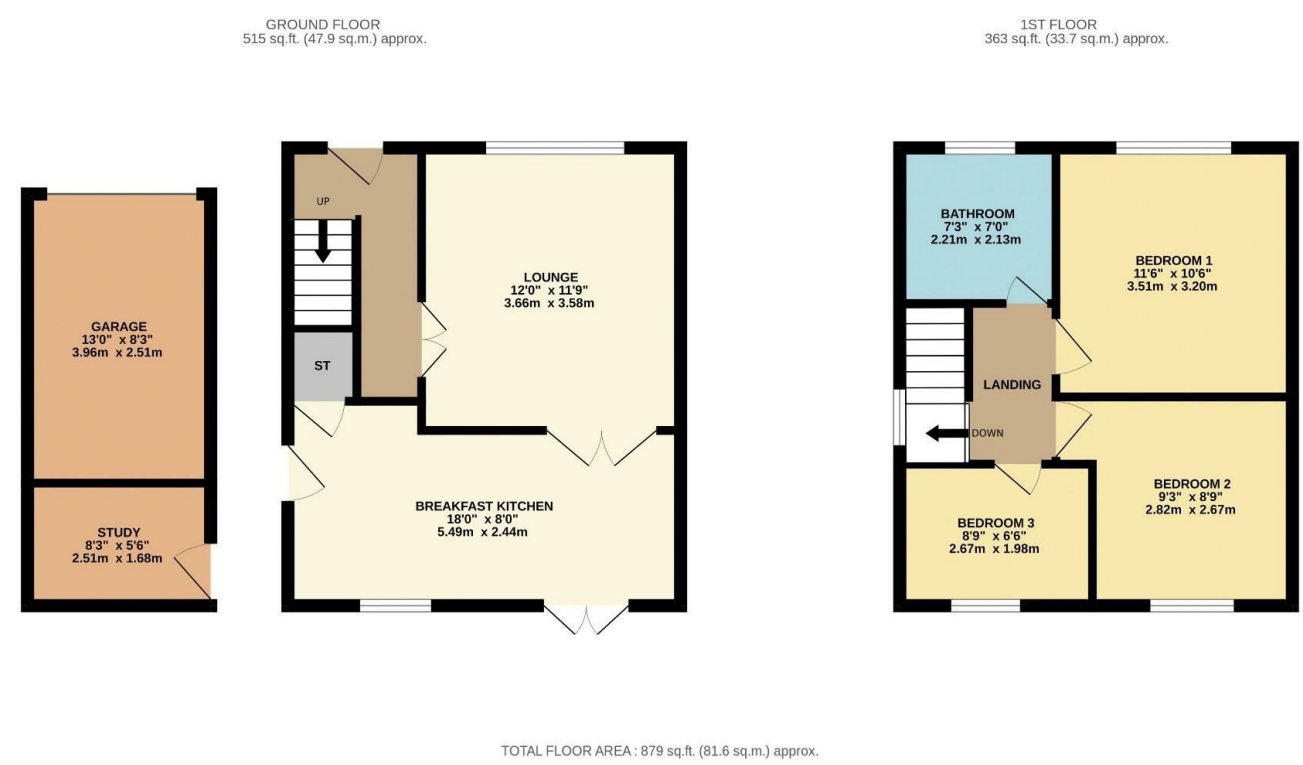 GROUND FLOOR
515 sq.ft. (47.9 sq.m.) approx.
1ST FLOOR
363 sq.ft. (33.7 sq.m.) approx.
GARAGE
13'0" x 8'3"
3.96m x 2.51m
STUDY
8'3" x 5'6"
2.51m x 1.68m
UP
ST
LOUNGE
12'0" x 11'9"
3.66m x 3.58m
BREAKFAST KITCHEN
18'0" x 8'0"
5.49m x 2.44m
BATHROOM
7'3" x 7'0"
2.21m x 2.13m
BEDROOM 1
11'6" x 10'6"
3.51m x 3.20m
LANDING
DOWN
BEDROOM 2
9'3" x 8'9"
2.82m x 2.67m
BEDROOM 3
8'9" x 6'6"
2.67m x 1.98m
TOTAL FLOOR AREA : 879 sq.ft. (81.6 sq.m.) approx.